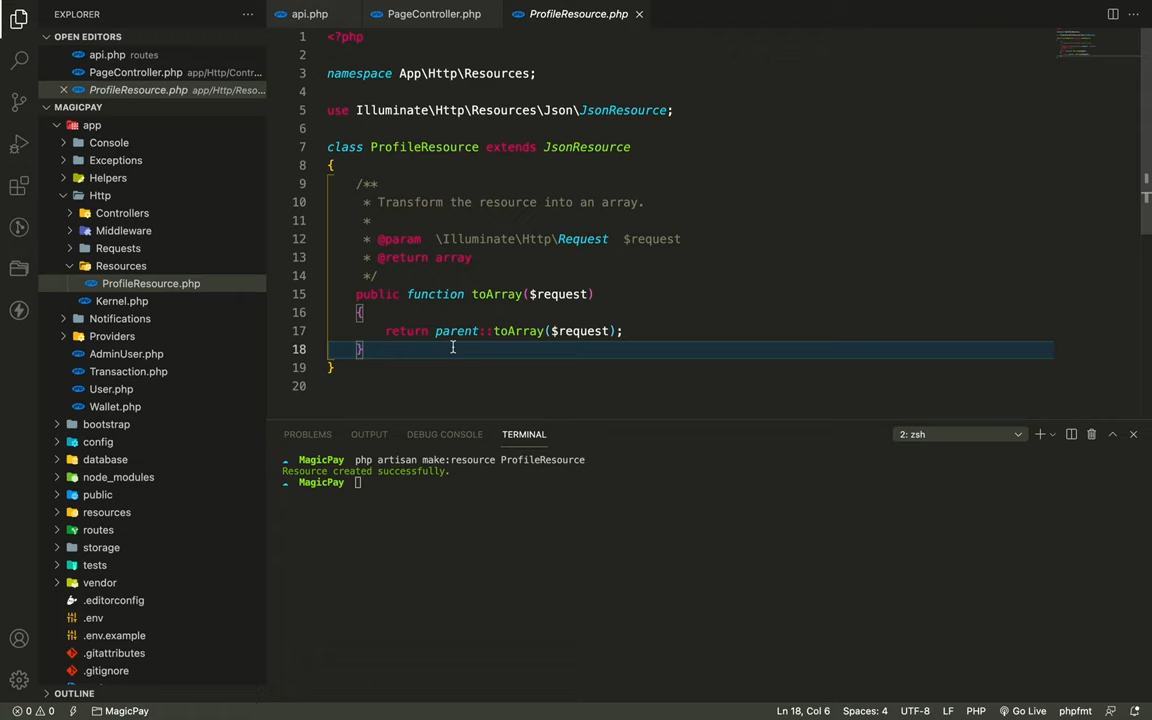 EXPLORER
OPEN EDITORS
api.php routes
PageController.php app/Http/Contr...
ProfileResource.php app/Http/Reso...
MAGICPAY
app
Console
Exceptions
Helpers
Http
Controllers
Middleware
Requests
Resources
ProfileResource.php
Kernel.php
Notifications
Providers
AdminUser.php
Transaction.php
User.php
Wallet.php
bootstrap
config
database
node_modules
public
resources
routes
storage
tests
vendor
.editorconfig
.env
.env.example
.gitattributes
.gitignore
OUTLINE
api.php PageController.php ProfileResource.php
1 <?php
2
3 namespace App\Http\Resources;
4
5 use Illuminate\Http\Resources\Json\JsonResource;
6
7 class ProfileResource extends JsonResource
8 {
9 /**
10 * Transform the resource into an array.
11 *
12 * @param  \Illuminate\Http\Request  $request
13 * @return array
14 */
15 public function toArray($request)
16 {
17 return parent::toArray($request);
18 }
19 }
20
PROBLEMS OUTPUT DEBUG CONSOLE TERMINAL 2: zsh
MagicPay php artisan make:resource ProfileResource
Resource created successfully.
MagicPay
0 0 MagicPay Ln 18, Col 6 Spaces: 4 UTF-8 LF PHP Go Live phpfmt